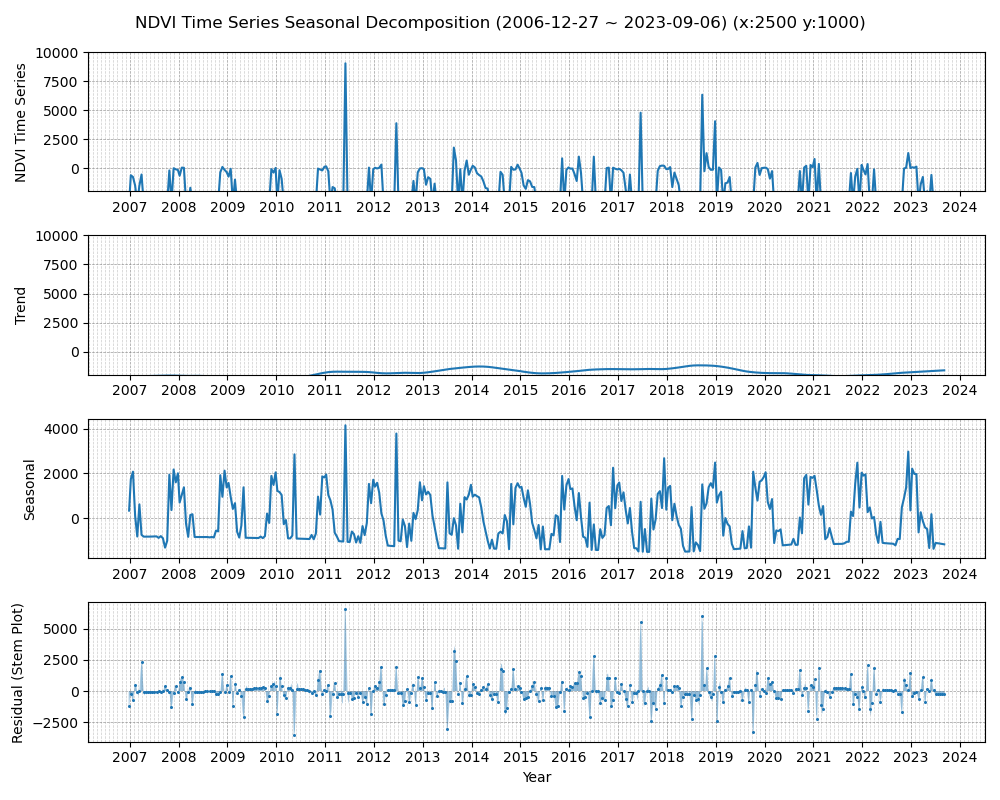 NDVI Time Series Seasonal Decomposition (2006-12-27 ~ 2023-09-06) (x:2500 y:1000)
NDVI Time Series
10000
7500
5000
2500
0
2007 2008 2009 2010 2011 2012 2013 2014 2015 2016 2017 2018 2019 2020 2021 2022 2023 2024
Trend
10000
7500
5000
2500
0
2007 2008 2009 2010 2011 2012 2013 2014 2015 2016 2017 2018 2019 2020 2021 2022 2023 2024
Seasonal
4000
2000
0
2007 2008 2009 2010 2011 2012 2013 2014 2015 2016 2017 2018 2019 2020 2021 2022 2023 2024
Residual (Stem Plot)
5000
2500
0
−2500
2007 2008 2009 2010 2011 2012 2013 2014 2015 2016 2017 2018 2019 2020 2021 2022 2023 2024
Year